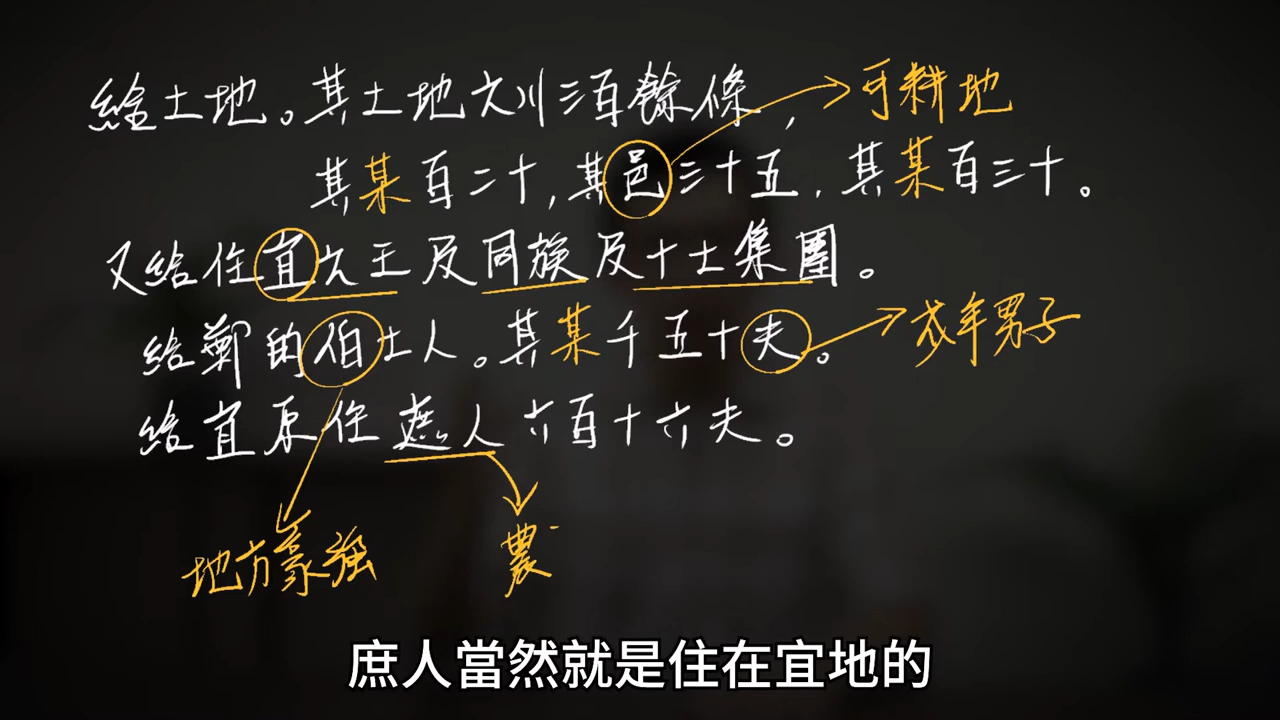 給土地。其土地大川三百餘條，
可耕地
其某百二十，其邑三十五，其某百三十。
又給住宜之王及同族及十七集團。
給鄭的伯七人。其某千五十夫。
成年男子
給宜原住庶人六百十六夫。
地方豪強
農
庶人當然就是住在宜地的